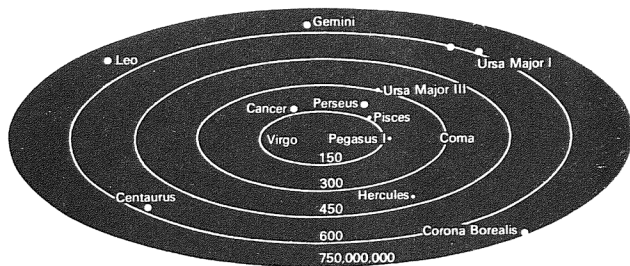 Gemini
Leo
Ursa Major I
Ursa Major III
Cancer
Perseus
Pisces
Virgo
Pegasus I
Coma
150
300
Hercules
Centaurus
450
600
Corona Borealis
750,000,000